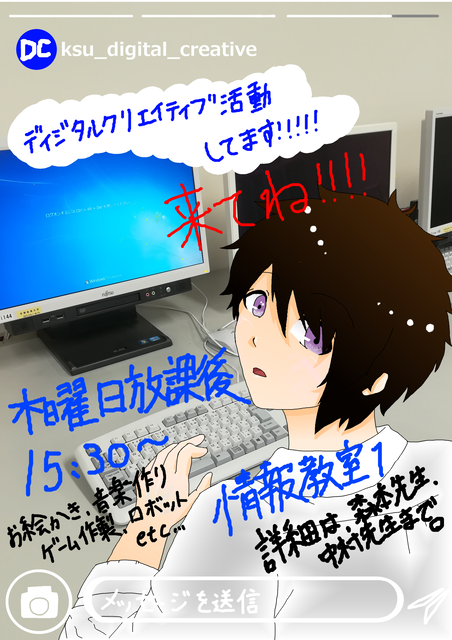 DC ksu_digital_creative
ディジタルクリエイティブ活動
してます!!!!!
来てね!!!!
木曜日放課後
15:30～
お絵かき、音楽作り
ゲーム作製、ロボット
etc...
情報教室1
詳細は、森本先生、
中村先生まで。
メッセージを送信
FUJITSU
i144
Windows